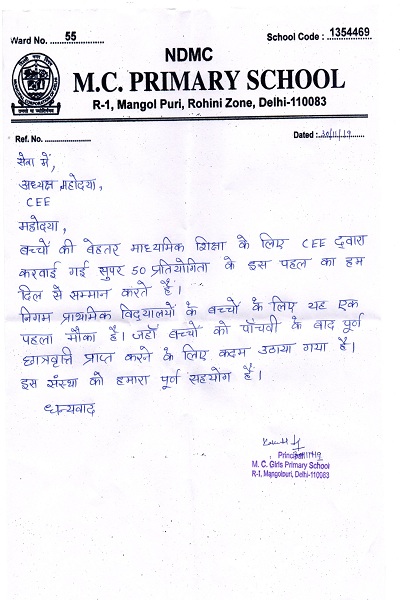 Ward No. 55
School Code : 1354469
NDMC
M.C. PRIMARY SCHOOL
R-1, Mangol Puri, Rohini Zone, Delhi-110083
Ref. No. ....................
Dated : 30/11/19
सेवा में,
अध्यक्ष महोदया,
CEE
महोदया,
बच्चों की बेहतर माध्यमिक शिक्षा के लिए CEE द्वारा
करवाई गई सुपर 50 प्रतियोगिता के इस पहल का हम
दिल से सम्मान करते हैं।
निगम प्राथमिक विद्यालयों के बच्चों के लिए यह एक
पहला मौका है। जहाँ बच्चों को पाँचवी के बाद पूर्ण
छात्रवृत्ति प्राप्त करने के लिए कदम उठाया गया है।
इस संस्था को हमारा पूर्ण सहयोग है।
धन्यवाद
Principal
M. C. Girls Primary School
R-1, Mangolpuri, Delhi-110083